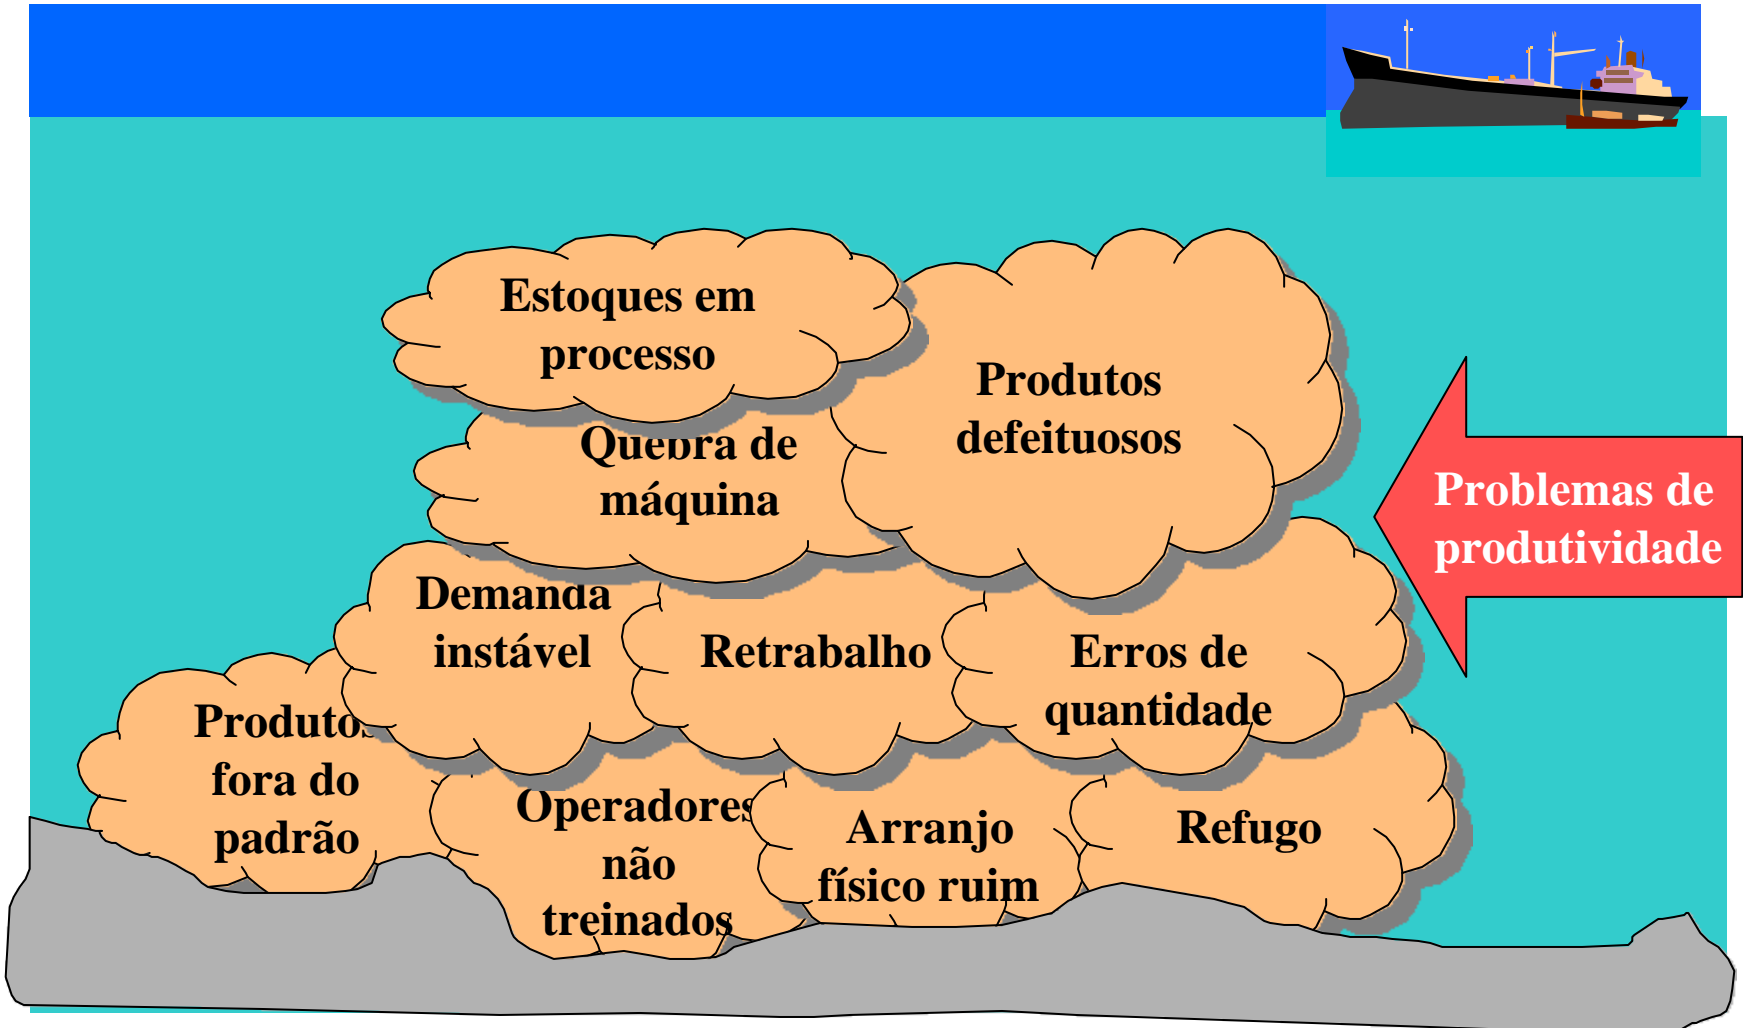 Estoques em
processo
Produtos
defeituosos
Quebra de
máquina
Problemas de
produtividade
Demanda
instável
Retrabalho
Erros de
quantidade
Produtos
fora do
padrão
Operadores
não
treinados
Arranjo
físico ruim
Refugo